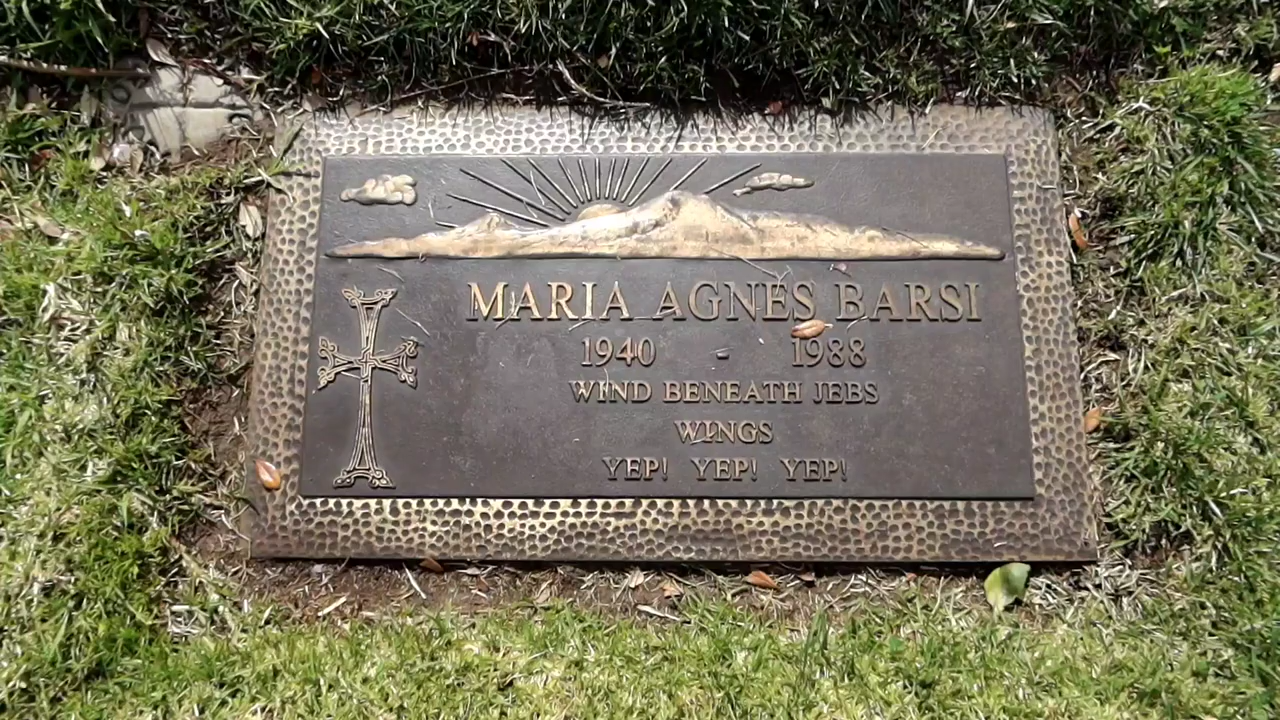 MARIA AGNES BARSI
1940 - 1988
WIND BENEATH JEBS
WINGS
YEP! YEP! YEP!